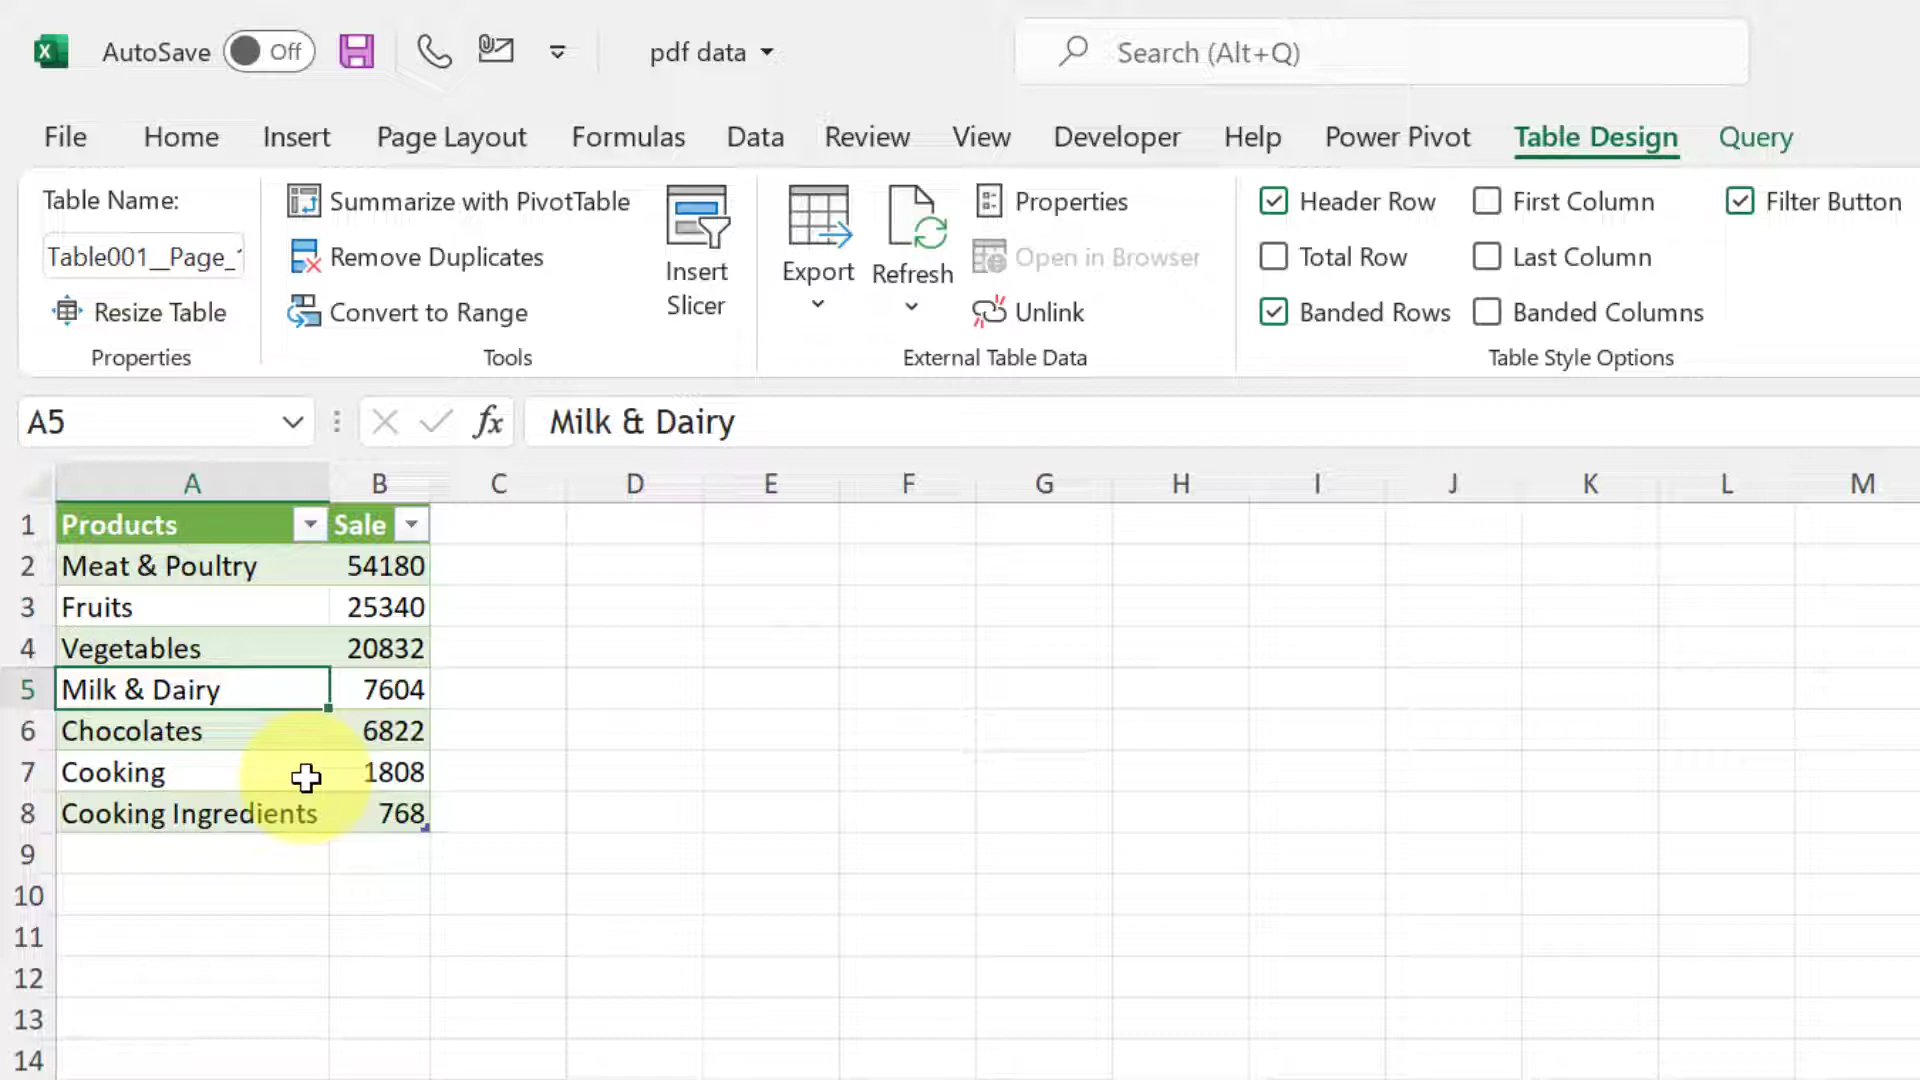 AutoSave Off pdf data Search (Alt+Q)
File Home Insert Page Layout Formulas Data Review View Developer Help Power Pivot Table Design Query
Table Name:
Table001__Page_
Resize Table
Properties
Summarize with PivotTable
Remove Duplicates
Convert to Range
Tools
Insert
Slicer
Export
Refresh
Properties
Open in Browser
Unlink
External Table Data
Header Row
Total Row
Banded Rows
First Column
Last Column
Banded Columns
Filter Button
Table Style Options
A5 fx Milk & Dairy
A B C D E F G H I J K L M
1 Products Sale
2 Meat & Poultry 54180
3 Fruits 25340
4 Vegetables 20832
5 Milk & Dairy 7604
6 Chocolates 6822
7 Cooking 1808
8 Cooking Ingredients 768
9
10
11
12
13
14